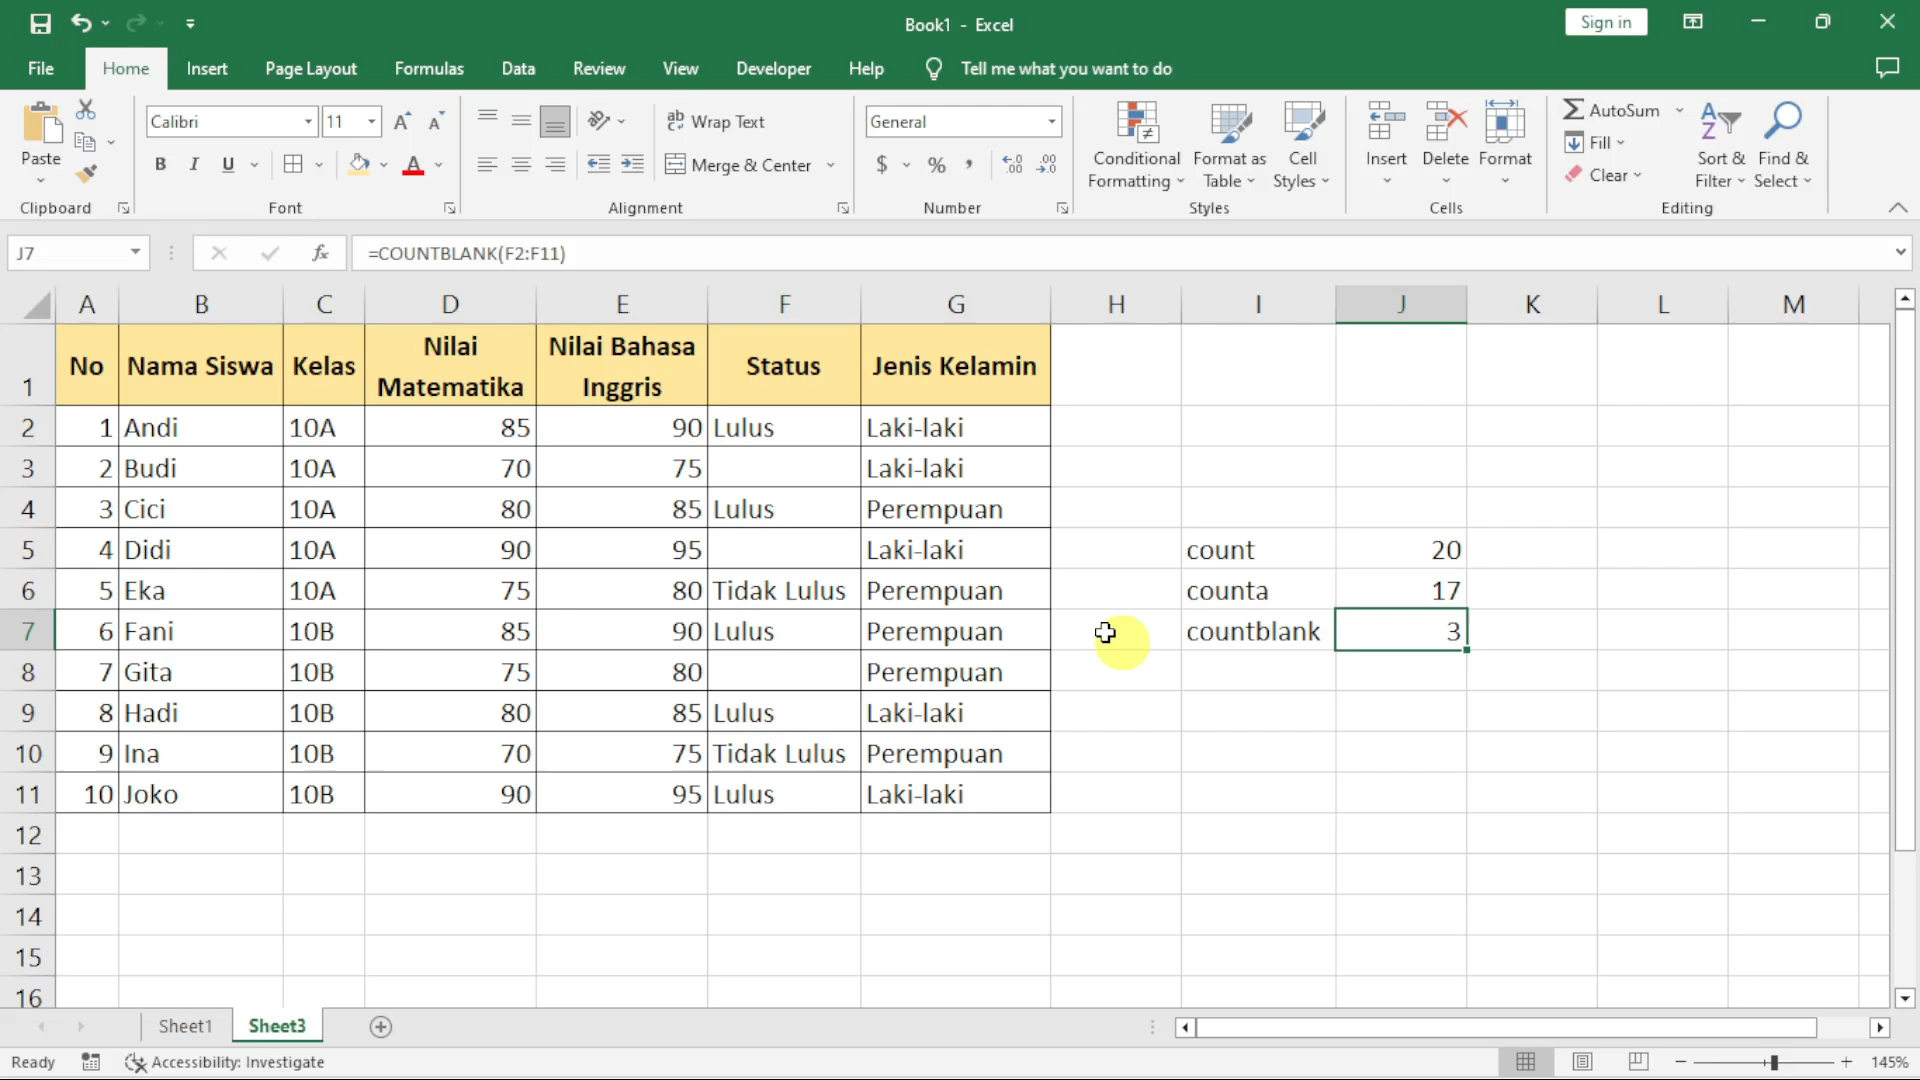 Book1 - Excel
Sign in
File Home Insert Page Layout Formulas Data Review View Developer Help Tell me what you want to do
Paste
Clipboard
Calibri 11
B I U
Font
Wrap Text
Merge & Center
Alignment
General
$ % ,
Number
Conditional Formatting
Format as Table
Cell Styles
Styles
Insert Delete Format
Cells
AutoSum
Fill
Clear
Sort & Filter
Find & Select
Editing
J7 fx =COUNTBLANK(F2:F11)
A B C D E F G H I J K L M
1 No Nama Siswa Kelas Nilai Matematika Nilai Bahasa Inggris Status Jenis Kelamin
2 1 Andi 10A 85 90 Lulus Laki-laki
3 2 Budi 10A 70 75 Laki-laki
4 3 Cici 10A 80 85 Lulus Perempuan
5 4 Didi 10A 90 95 Laki-laki count 20
6 5 Eka 10A 75 80 Tidak Lulus Perempuan counta 17
7 6 Fani 10B 85 90 Lulus Perempuan countblank 3
8 7 Gita 10B 75 80 Perempuan
9 8 Hadi 10B 80 85 Lulus Laki-laki
10 9 Ina 10B 70 75 Tidak Lulus Perempuan
11 10 Joko 10B 90 95 Lulus Laki-laki
12
13
14
15
16
Sheet1 Sheet3
Ready Accessibility: Investigate 145%